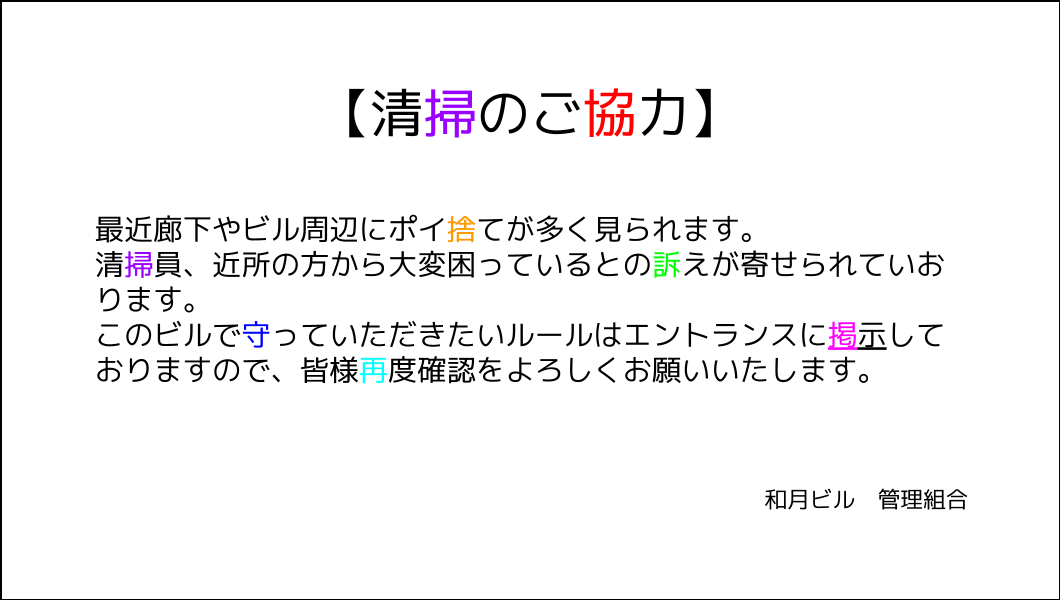 【清掃のご協力】
最近廊下やビル周辺にポイ捨てが多く見られます。
清掃員、近所の方から大変困っているとの訴えが寄せられていお
ります。
このビルで守っていただきたいルールはエントランスに掲示して
おりますので、皆様再度確認をよろしくお願いいたします。
和月ビル　管理組合